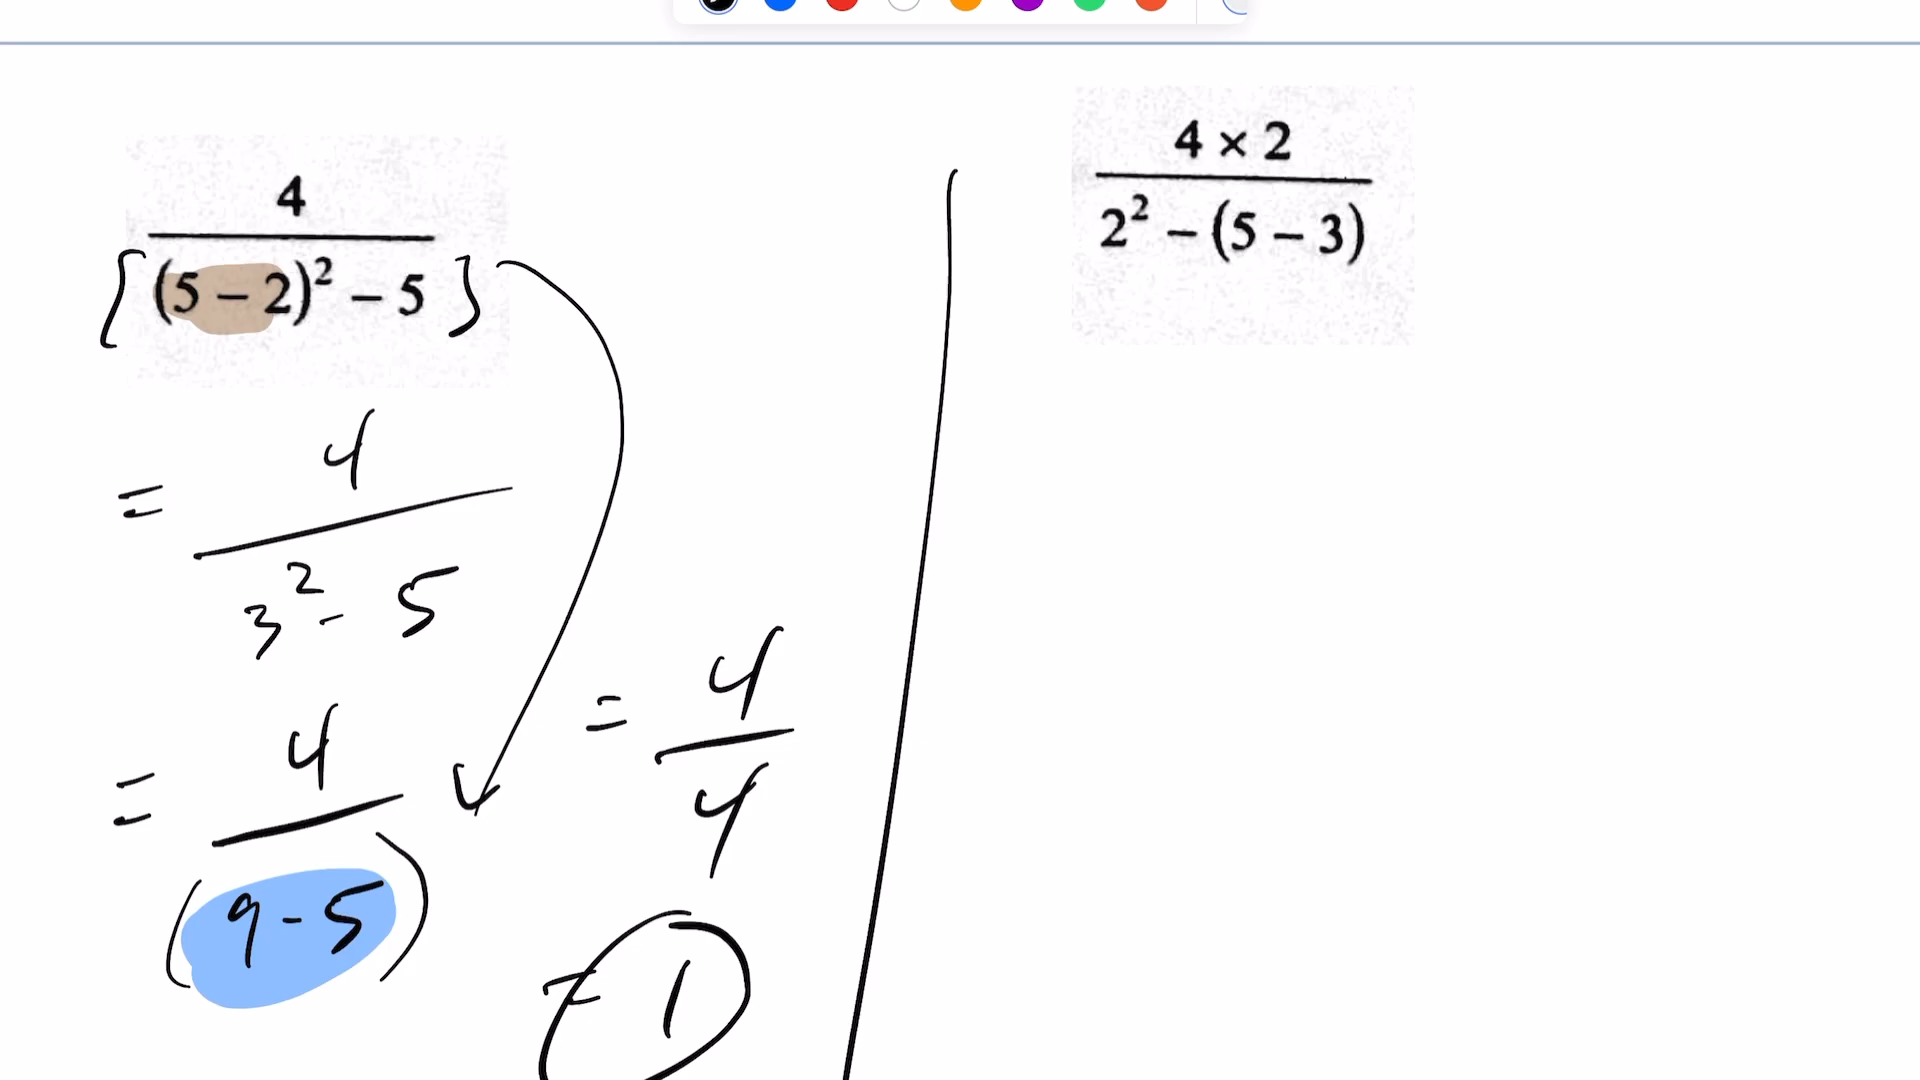 4
[(5 − 2)² − 5]
= 4
3² - 5
= 4
(9 - 5)
= 4
4
= 1
4 × 2
2² − (5 − 3)